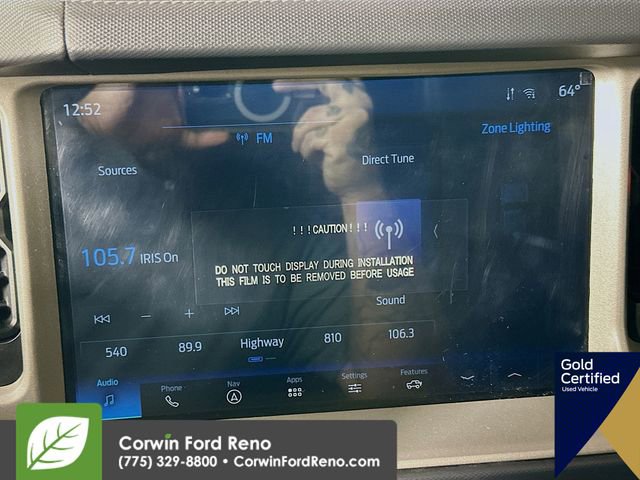 12:52
64°
FM
Zone Lighting
Sources
Direct Tune
!!!CAUTION!!!
105.7 IRIS On
DO NOT TOUCH DISPLAY DURING INSTALLATION
THIS FILM IS TO BE REMOVED BEFORE USAGE
Sound
540 89.9 Highway 810 106.3
Audio Phone Nav Apps Settings Features
Gold
Certified
Used Vehicle
Corwin Ford Reno
(775) 329-8800 • CorwinFordReno.com